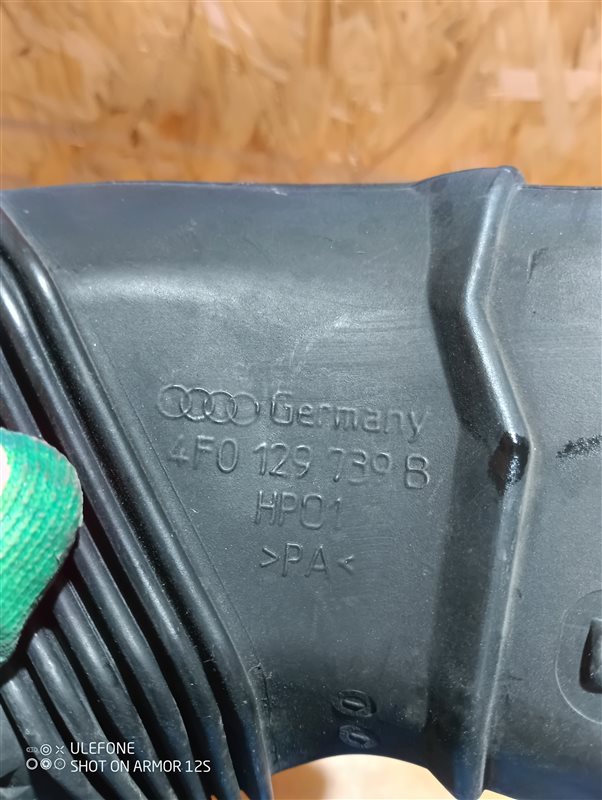 Germany
4F0 129 739 B
HP01
>PA<
ULEFONE
SHOT ON ARMOR 12S